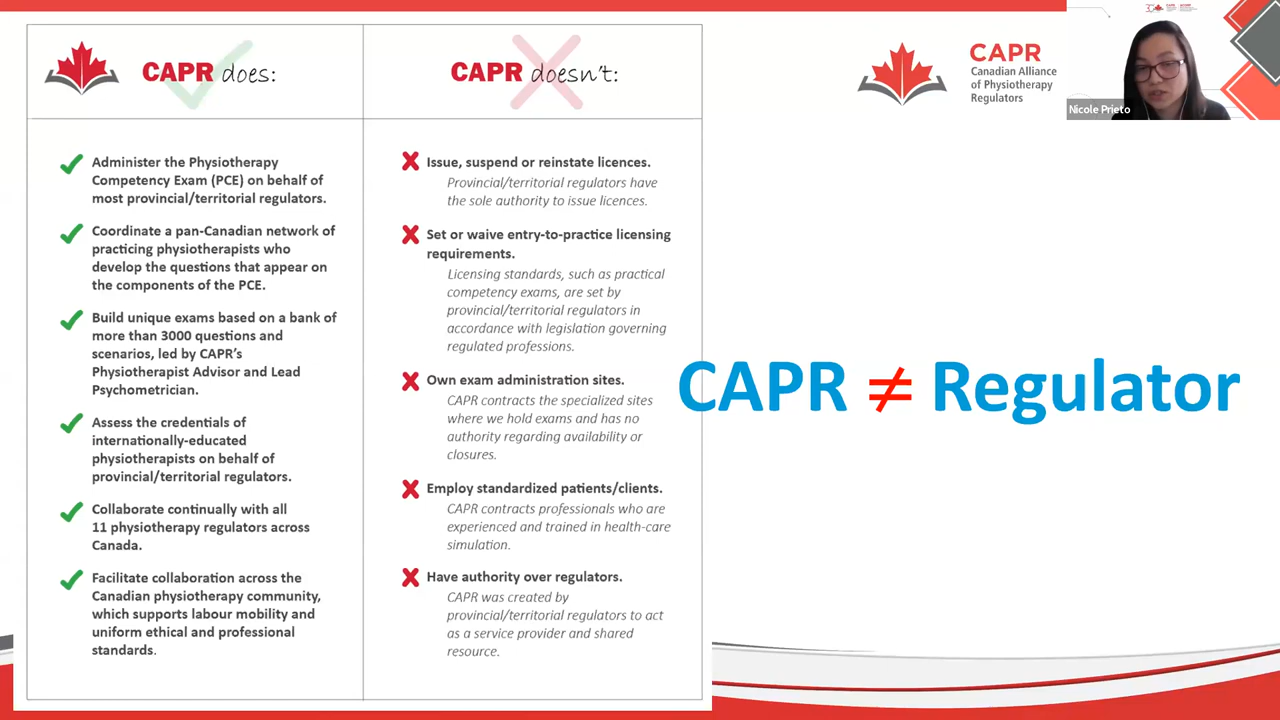 CAPR does:
Administer the Physiotherapy
Competency Exam (PCE) on behalf of
most provincial/territorial regulators.
Coordinate a pan-Canadian network of
practicing physiotherapists who
develop the questions that appear on
the components of the PCE.
Build unique exams based on a bank of
more than 3000 questions and
scenarios, led by CAPR's
Physiotherapist Advisor and Lead
Psychometrician.
Assess the credentials of
internationally-educated
physiotherapists on behalf of
provincial/territorial regulators.
Collaborate continually with all
11 physiotherapy regulators across
Canada.
Facilitate collaboration across the
Canadian physiotherapy community,
which supports labour mobility and
uniform ethical and professional
standards.
CAPR doesn't:
Issue, suspend or reinstate licences.
Provincial/territorial regulators have
the sole authority to issue licences.
Set or waive entry-to-practice licensing
requirements.
Licensing standards, such as practical
competency exams, are set by
provincial/territorial regulators in
accordance with legislation governing
regulated professions.
Own exam administration sites.
CAPR contracts the specialized sites
where we hold exams and has no
authority regarding availability or
closures.
Employ standardized patients/clients.
CAPR contracts professionals who are
experienced and trained in health-care
simulation.
Have authority over regulators.
CAPR was created by
provincial/territorial regulators to act
as a service provider and shared
resource.
CAPR
Canadian Alliance
of Physiotherapy
Regulators
Nicole Prieto
CAPR ≠ Regulator